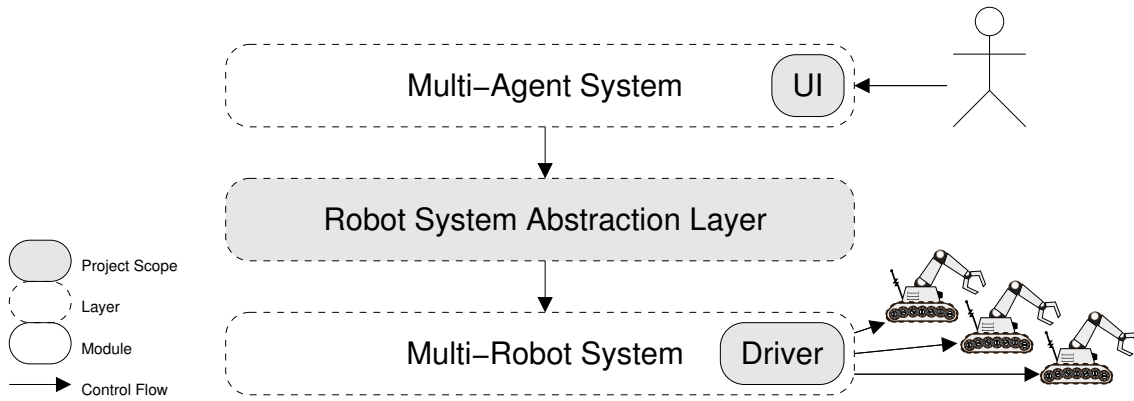 Multi−Agent System
UI
Robot System Abstraction Layer
Project Scope
Layer
Module
Control Flow
Multi−Robot System
Driver